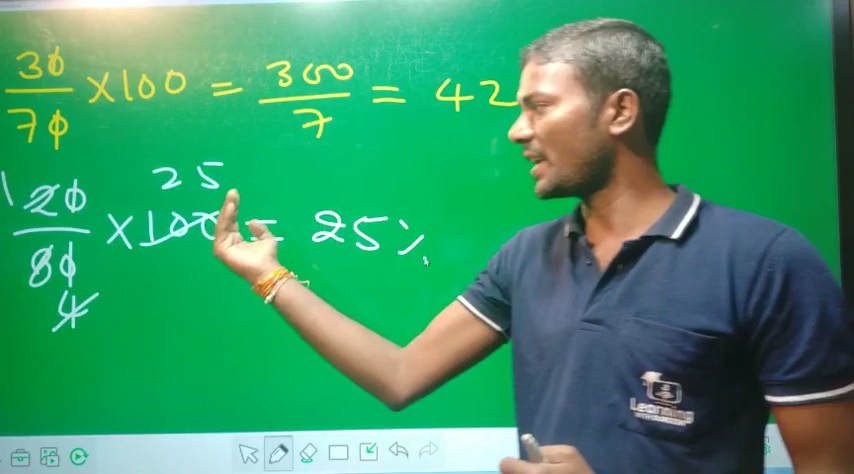 30/70 ×100 = 300/7 = 42
25
1 20/80 ×100 = 25%
4
Learning